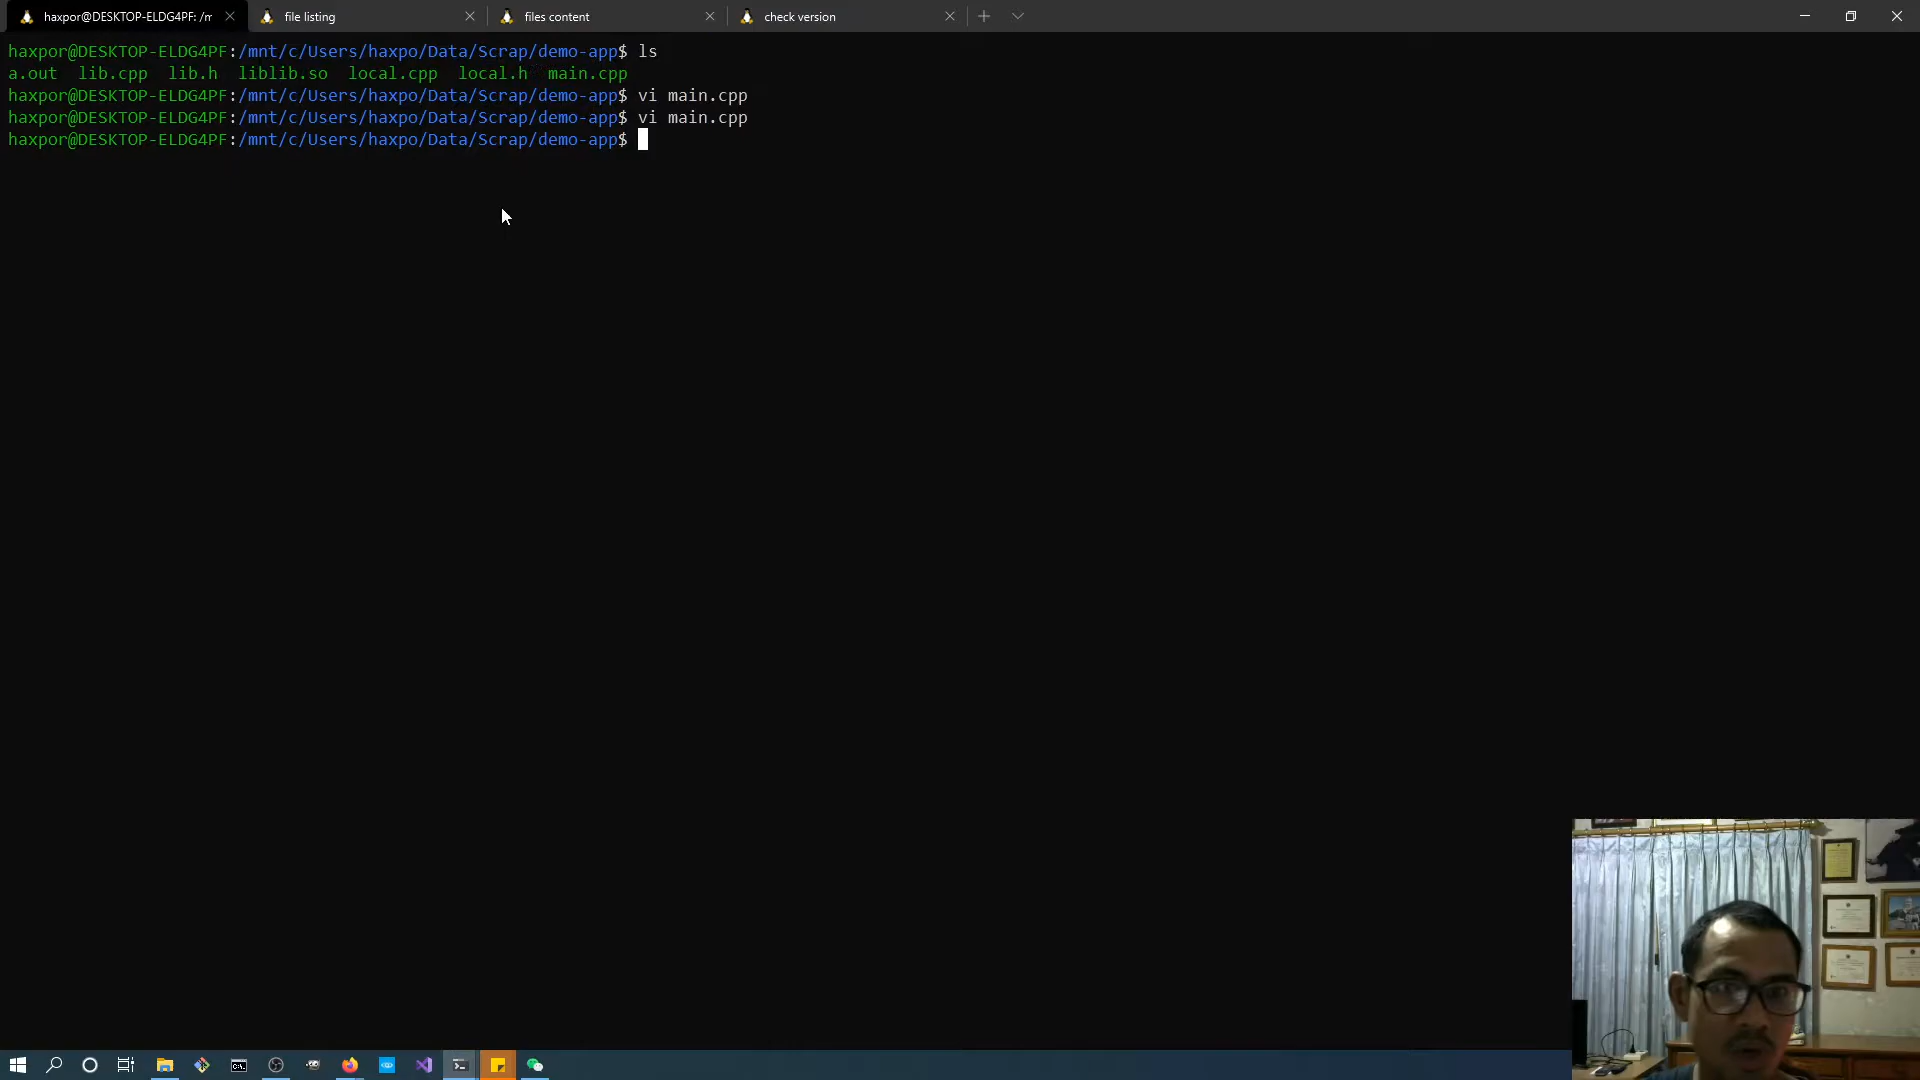 haxpor@DESKTOP-ELDG4PF: /m
file listing
files content
check version
haxpor@DESKTOP-ELDG4PF:/mnt/c/Users/haxpo/Data/Scrap/demo-app$ ls
a.out lib.cpp lib.h liblib.so local.cpp local.h main.cpp
haxpor@DESKTOP-ELDG4PF:/mnt/c/Users/haxpo/Data/Scrap/demo-app$ vi main.cpp
haxpor@DESKTOP-ELDG4PF:/mnt/c/Users/haxpo/Data/Scrap/demo-app$ vi main.cpp
haxpor@DESKTOP-ELDG4PF:/mnt/c/Users/haxpo/Data/Scrap/demo-app$